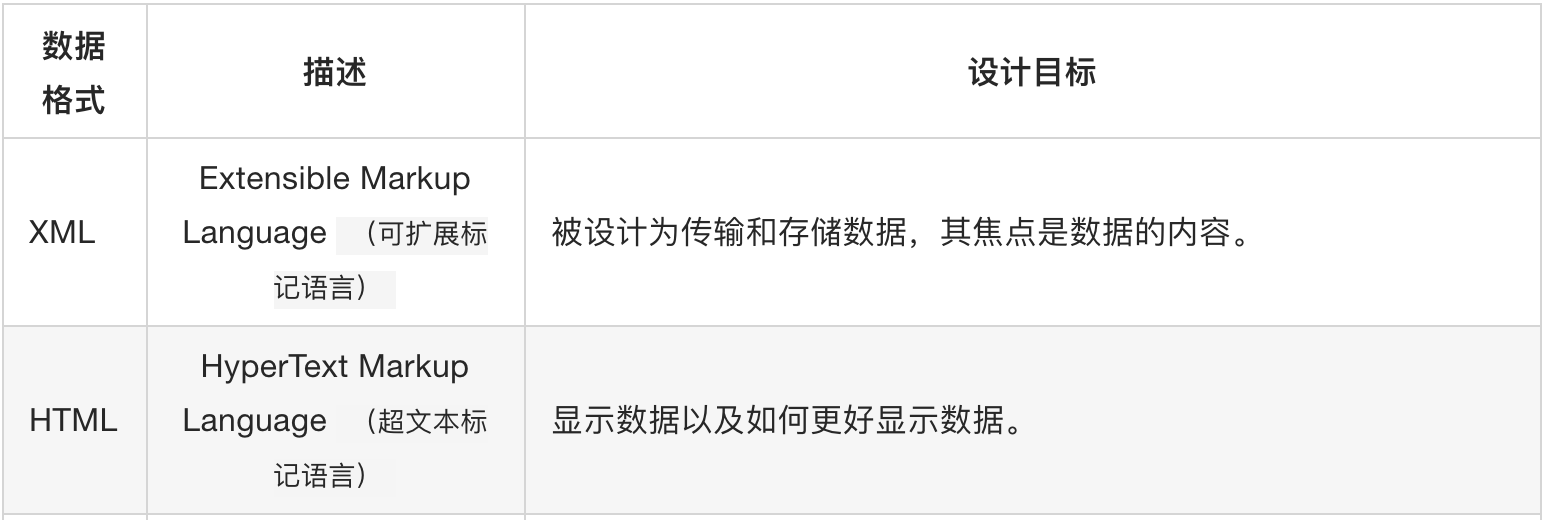 数据
格式
描述
设计目标
XML
Extensible Markup
Language （可扩展标
记语言）
被设计为传输和存储数据，其焦点是数据的内容。
HTML
HyperText Markup
Language （超文本标
记语言）
显示数据以及如何更好显示数据。